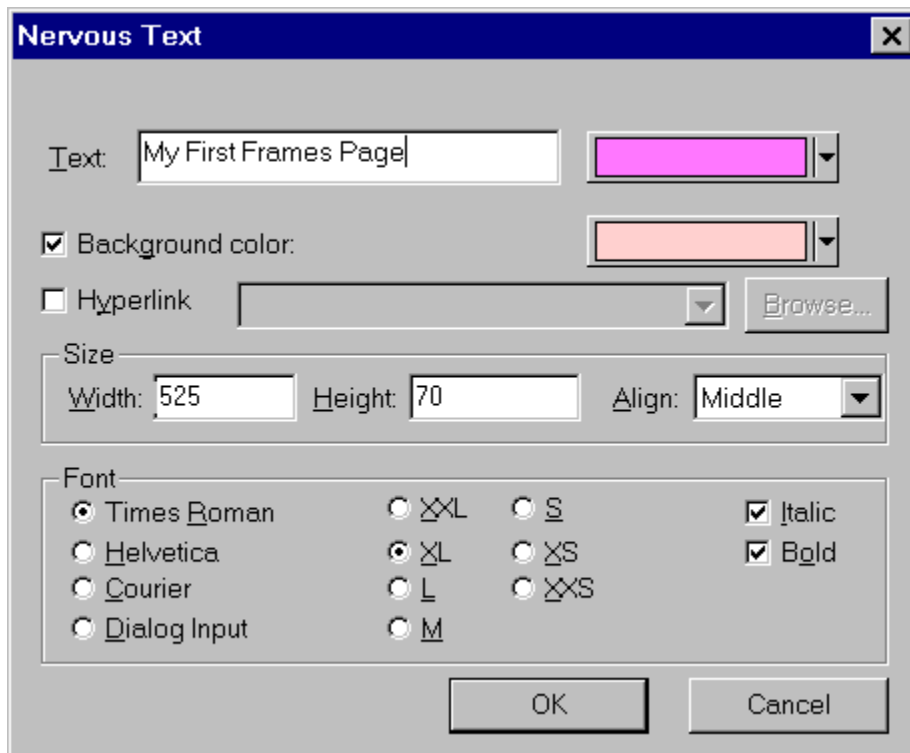 Nervous Text
Text: My First Frames Page
Background color:
Hyperlink Browse...
Size
Width: 525 Height: 70 Align: Middle
Font
Times Roman XXL S Italic
Helvetica XL XS Bold
Courier L XXS
Dialog Input M
OK Cancel